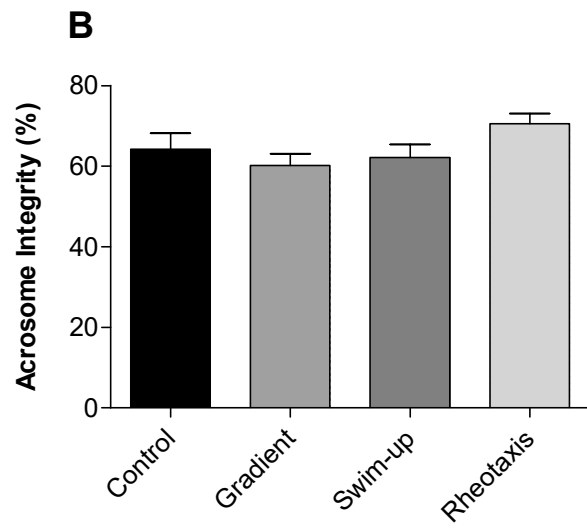 B
Acrosome Integrity (%)
80
60
40
20
0
Control
Gradient
Swim-up
Rheotaxis